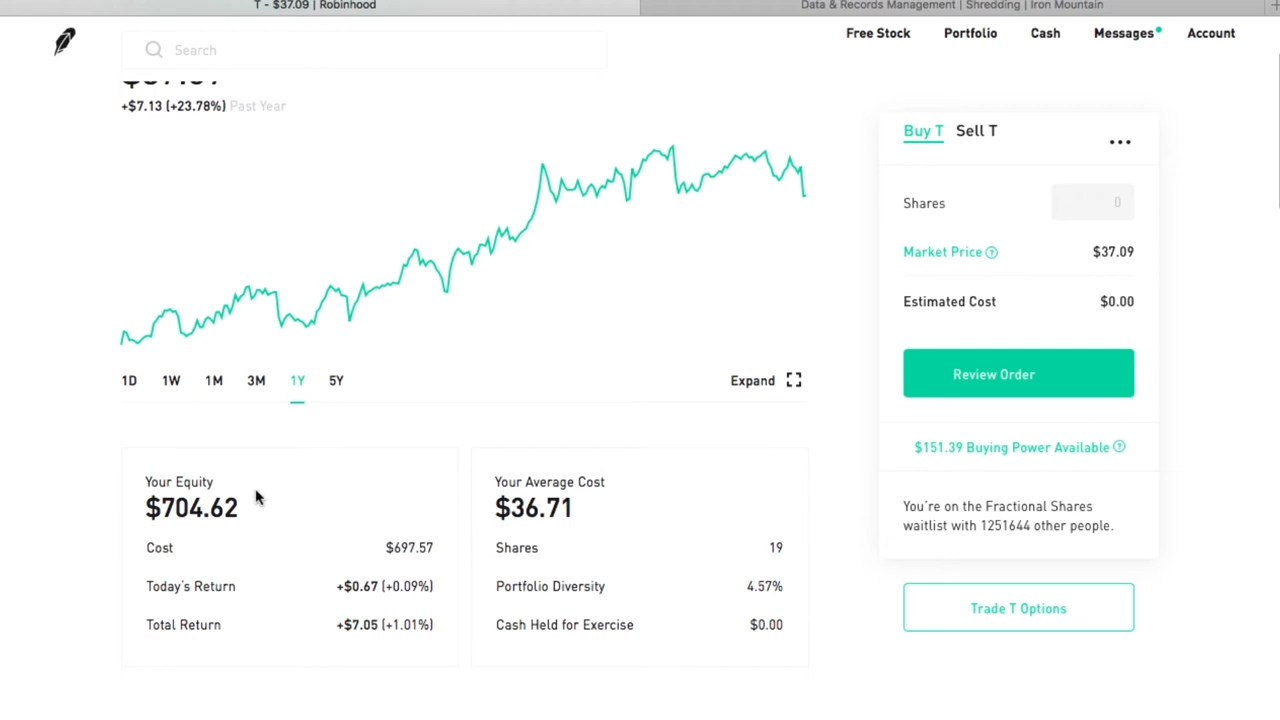 T - $37.09 | Robinhood
Data & Records Management | Shredding | Iron Mountain
Search
Free Stock
Portfolio
Cash
Messages
Account
+$7.13 (+23.78%) Past Year
Buy T
Sell T
Shares
0
Market Price
$37.09
Estimated Cost
$0.00
Review Order
$151.39 Buying Power Available
You're on the Fractional Shares
waitlist with 1251644 other people.
Trade T Options
1D
1W
1M
3M
1Y
5Y
Expand
Your Equity
$704.62
Cost
$697.57
Today's Return
+$0.67 (+0.09%)
Total Return
+$7.05 (+1.01%)
Your Average Cost
$36.71
Shares
19
Portfolio Diversity
4.57%
Cash Held for Exercise
$0.00